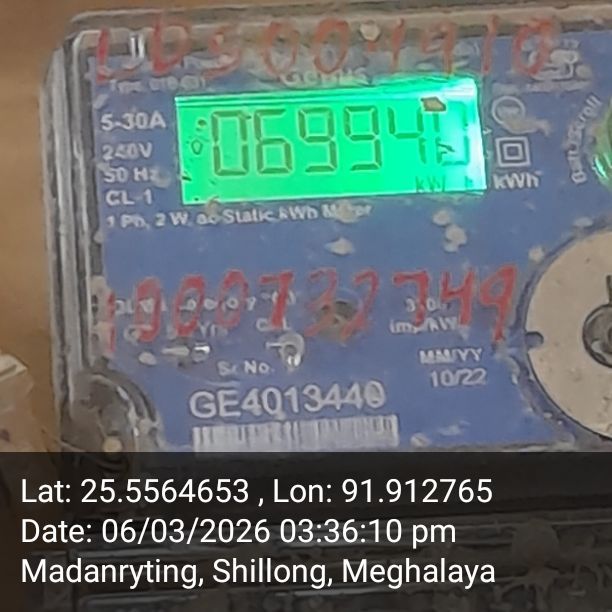 LDS004910
Genus
5-30A
240V
50 Hz
CL 1
06994
kWh
kWh
1 Ph. 2 W. ac Static kWh Meter
1000732749
imp/kWh
Sr. No.
MM/YY
10/22
GE4013440
Lat: 25.5564653 , Lon: 91.912765
Date: 06/03/2026 03:36:10 pm
Madanryting, Shillong, Meghalaya